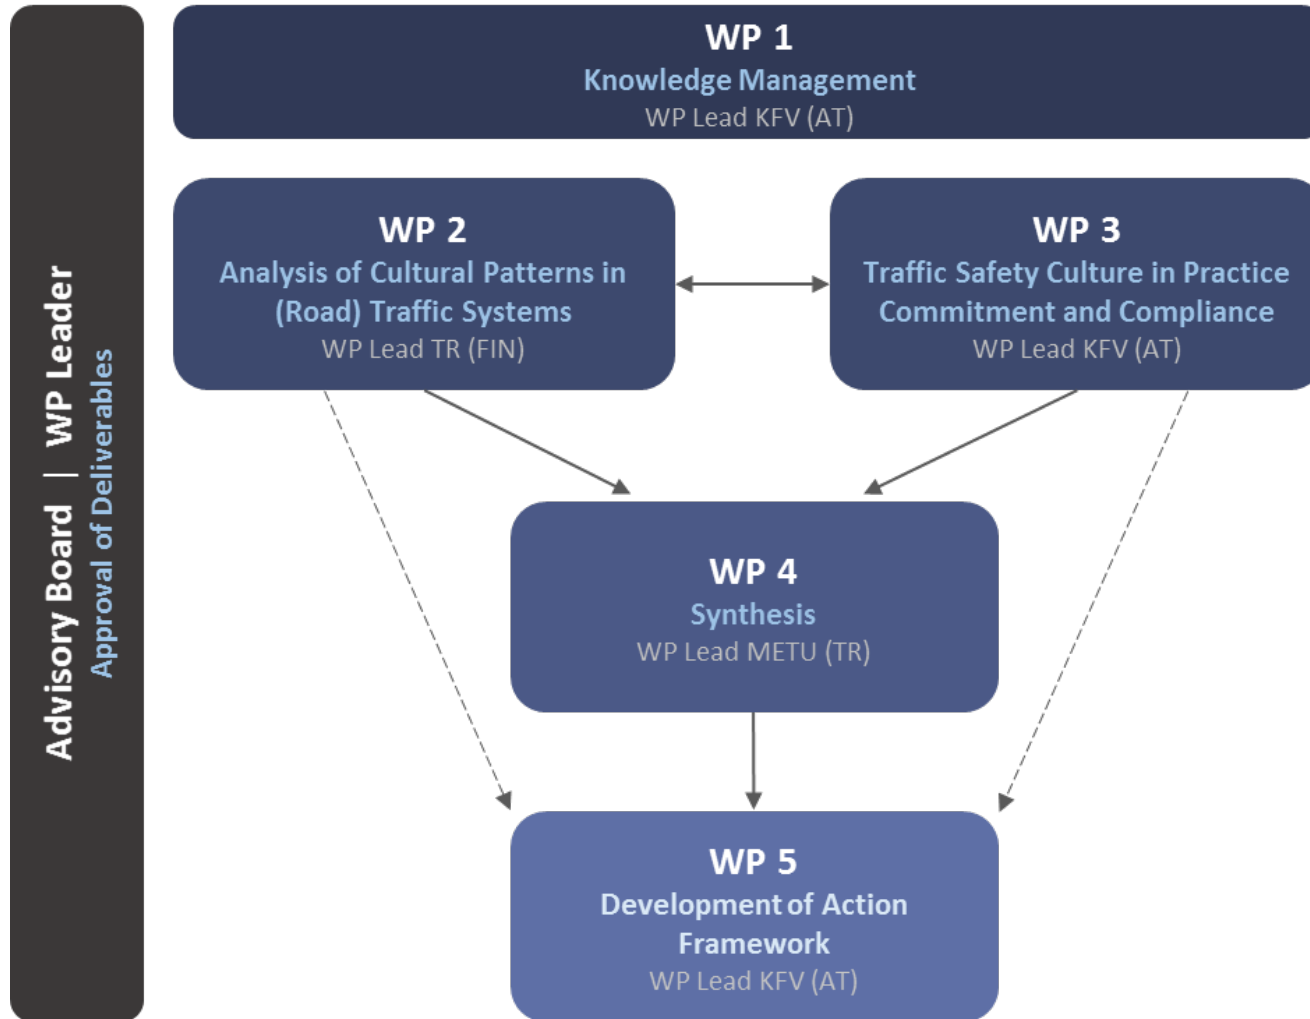 Advisory Board | WP Leader
Approval of Deliverables
WP 1
Knowledge Management
WP Lead KFV (AT)
WP 2
Analysis of Cultural Patterns in
(Road) Traffic Systems
WP Lead TR (FIN)
WP 3
Traffic Safety Culture in Practice
Commitment and Compliance
WP Lead KFV (AT)
WP 4
Synthesis
WP Lead METU (TR)
WP 5
Development of Action
Framework
WP Lead KFV (AT)